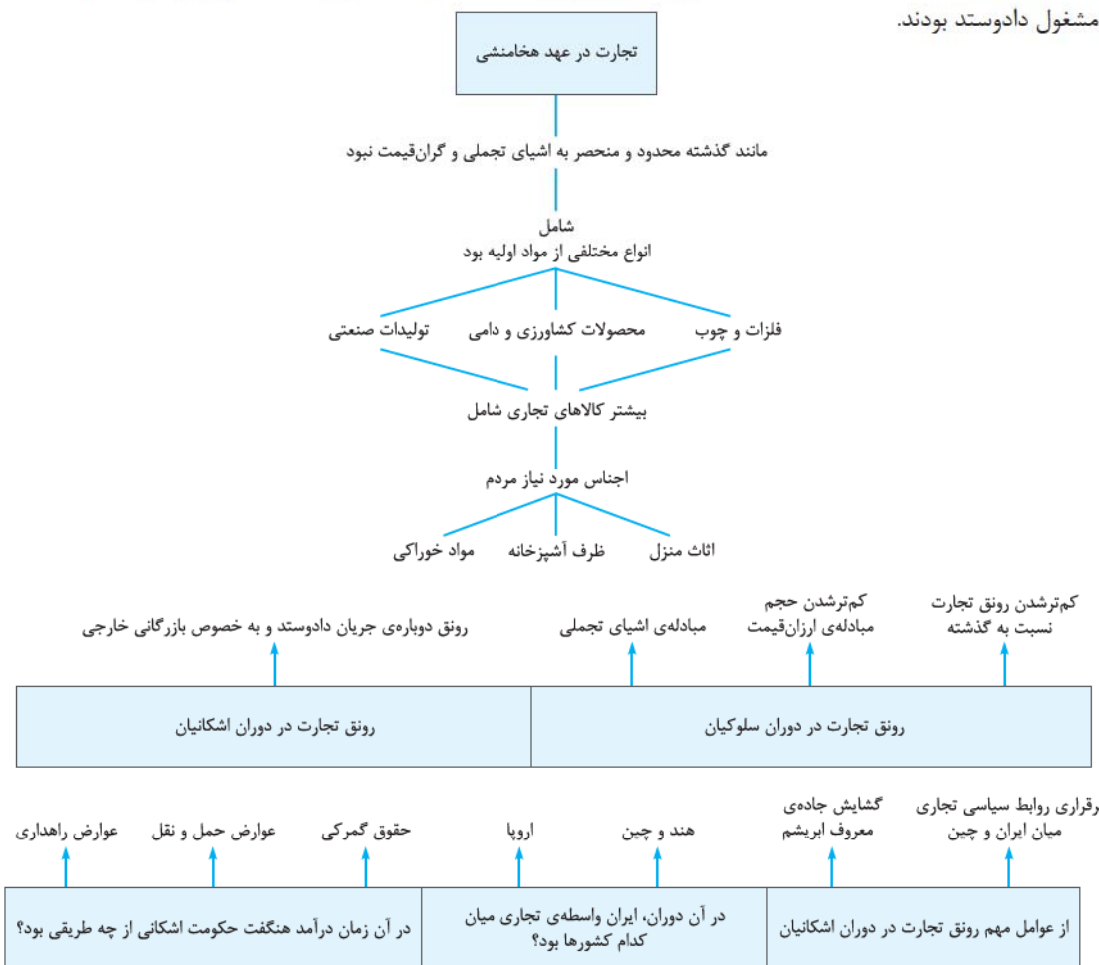 مشغول دادوستد بودند.
تجارت در عهد هخامنشی
مانند گذشته محدود و منحصر به اشیای تجملی و گران‌قیمت نبود
شامل
انواع مختلفی از مواد اولیه بود
فلزات و چوب
محصولات کشاورزی و دامی
تولیدات صنعتی
بیشتر کالاهای تجاری شامل
اجناس مورد نیاز مردم
اثاث منزل
ظرف آشپزخانه
مواد خوراکی
کم‌ترشدن رونق تجارت
نسبت به گذشته
کم‌ترشدن حجم
مبادله‌ی ارزان‌قیمت
مبادله‌ی اشیای تجملی
رونق دوباره‌ی جریان دادوستد و به خصوص بازرگانی خارجی
رونق تجارت در دوران سلوکیان
رونق تجارت در دوران اشکانیان
رقراری روابط سیاسی تجاری
میان ایران و چین
گشایش جاده‌ی
معروف ابریشم
هند و چین
اروپا
حقوق گمرکی
عوارض حمل و نقل
عوارض راهداری
از عوامل مهم رونق تجارت در دوران اشکانیان
در آن دوران، ایران واسطه‌ی تجاری میان
کدام کشورها بود؟
در آن زمان درآمد هنگفت حکومت اشکانی از چه طریقی بود؟